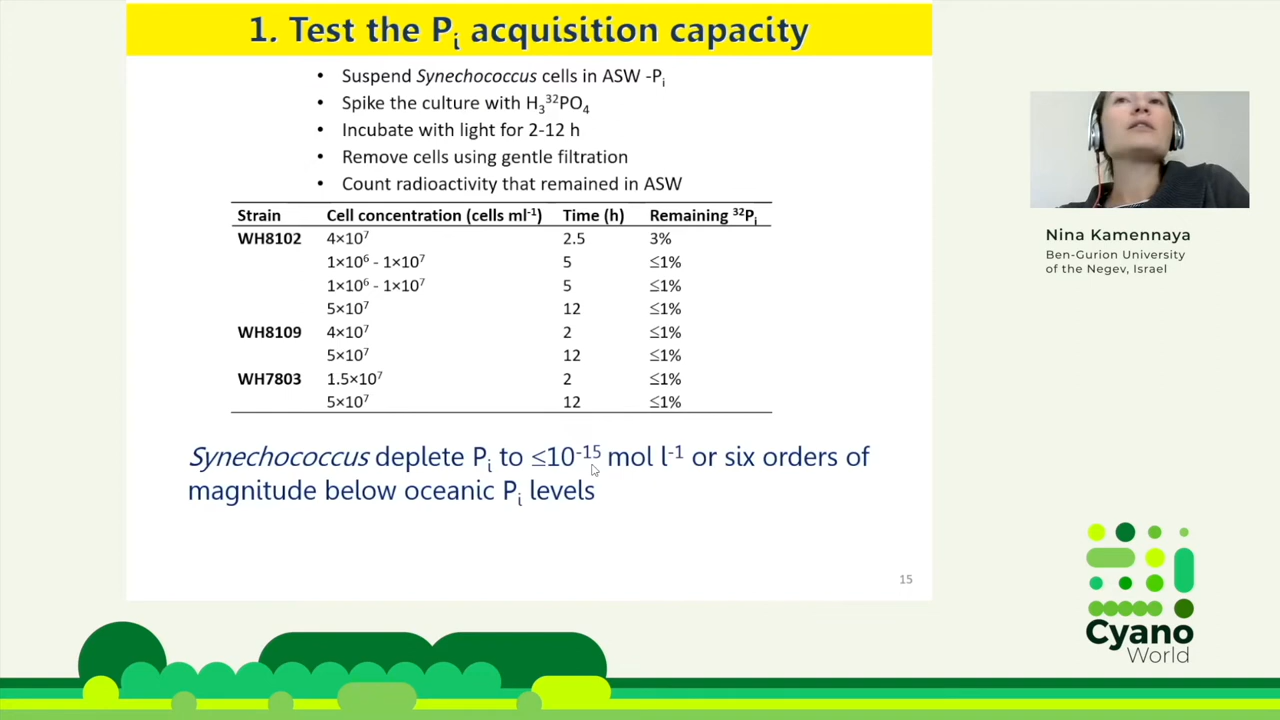 1. Test the Pi acquisition capacity
• Suspend Synechococcus cells in ASW -Pi
• Spike the culture with H3³²PO4
• Incubate with light for 2-12 h
• Remove cells using gentle filtration
• Count radioactivity that remained in ASW
Strain Cell concentration (cells ml⁻¹) Time (h) Remaining ³²Pi
WH8102 4×10⁷ 2.5 3%
1×10⁶ - 1×10⁷ 5 ≤1%
1×10⁶ - 1×10⁷ 5 ≤1%
5×10⁷ 12 ≤1%
WH8109 4×10⁷ 2 ≤1%
5×10⁷ 12 ≤1%
WH7803 1.5×10⁷ 2 ≤1%
5×10⁷ 12 ≤1%
Synechococcus deplete Pi to ≤10⁻¹⁵ mol l⁻¹ or six orders of
magnitude below oceanic Pi levels
15
Nina Kamennaya
Ben-Gurion University
of the Negev, Israel
Cyano
World